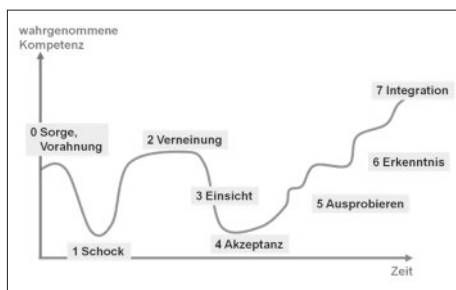 wahrgenommene
Kompetenz
7 Integration
0 Sorge,
Vorahnung
2 Verneinung
6 Erkenntnis
3 Einsicht
5 Ausprobieren
4 Akzeptanz
1 Schock
Zeit